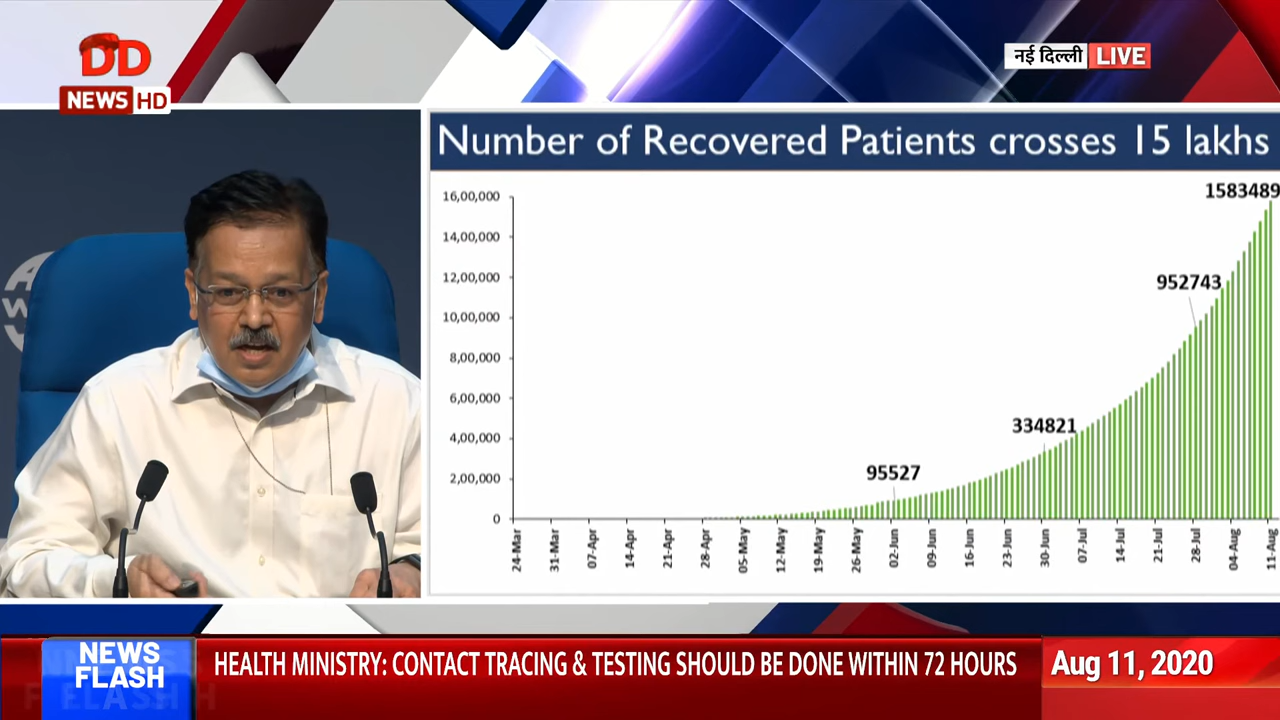 DD
NEWS HD
नई दिल्ली LIVE
W
Number of Recovered Patients crosses 15 lakhs
16,00,000
14,00,000
12,00,000
10,00,000
8,00,000
6,00,000
4,00,000
2,00,000
0
1583489
952743
334821
95527
24-Mar
31-Mar
07-Apr
14-Apr
21-Apr
28-Apr
05-May
12-May
19-May
26-May
02-Jun
09-Jun
16-Jun
23-Jun
30-Jun
07-Jul
14-Jul
21-Jul
28-Jul
04-Aug
11-Aug
NEWS
FLASH
HEALTH MINISTRY: CONTACT TRACING & TESTING SHOULD BE DONE WITHIN 72 HOURS
Aug 11, 2020